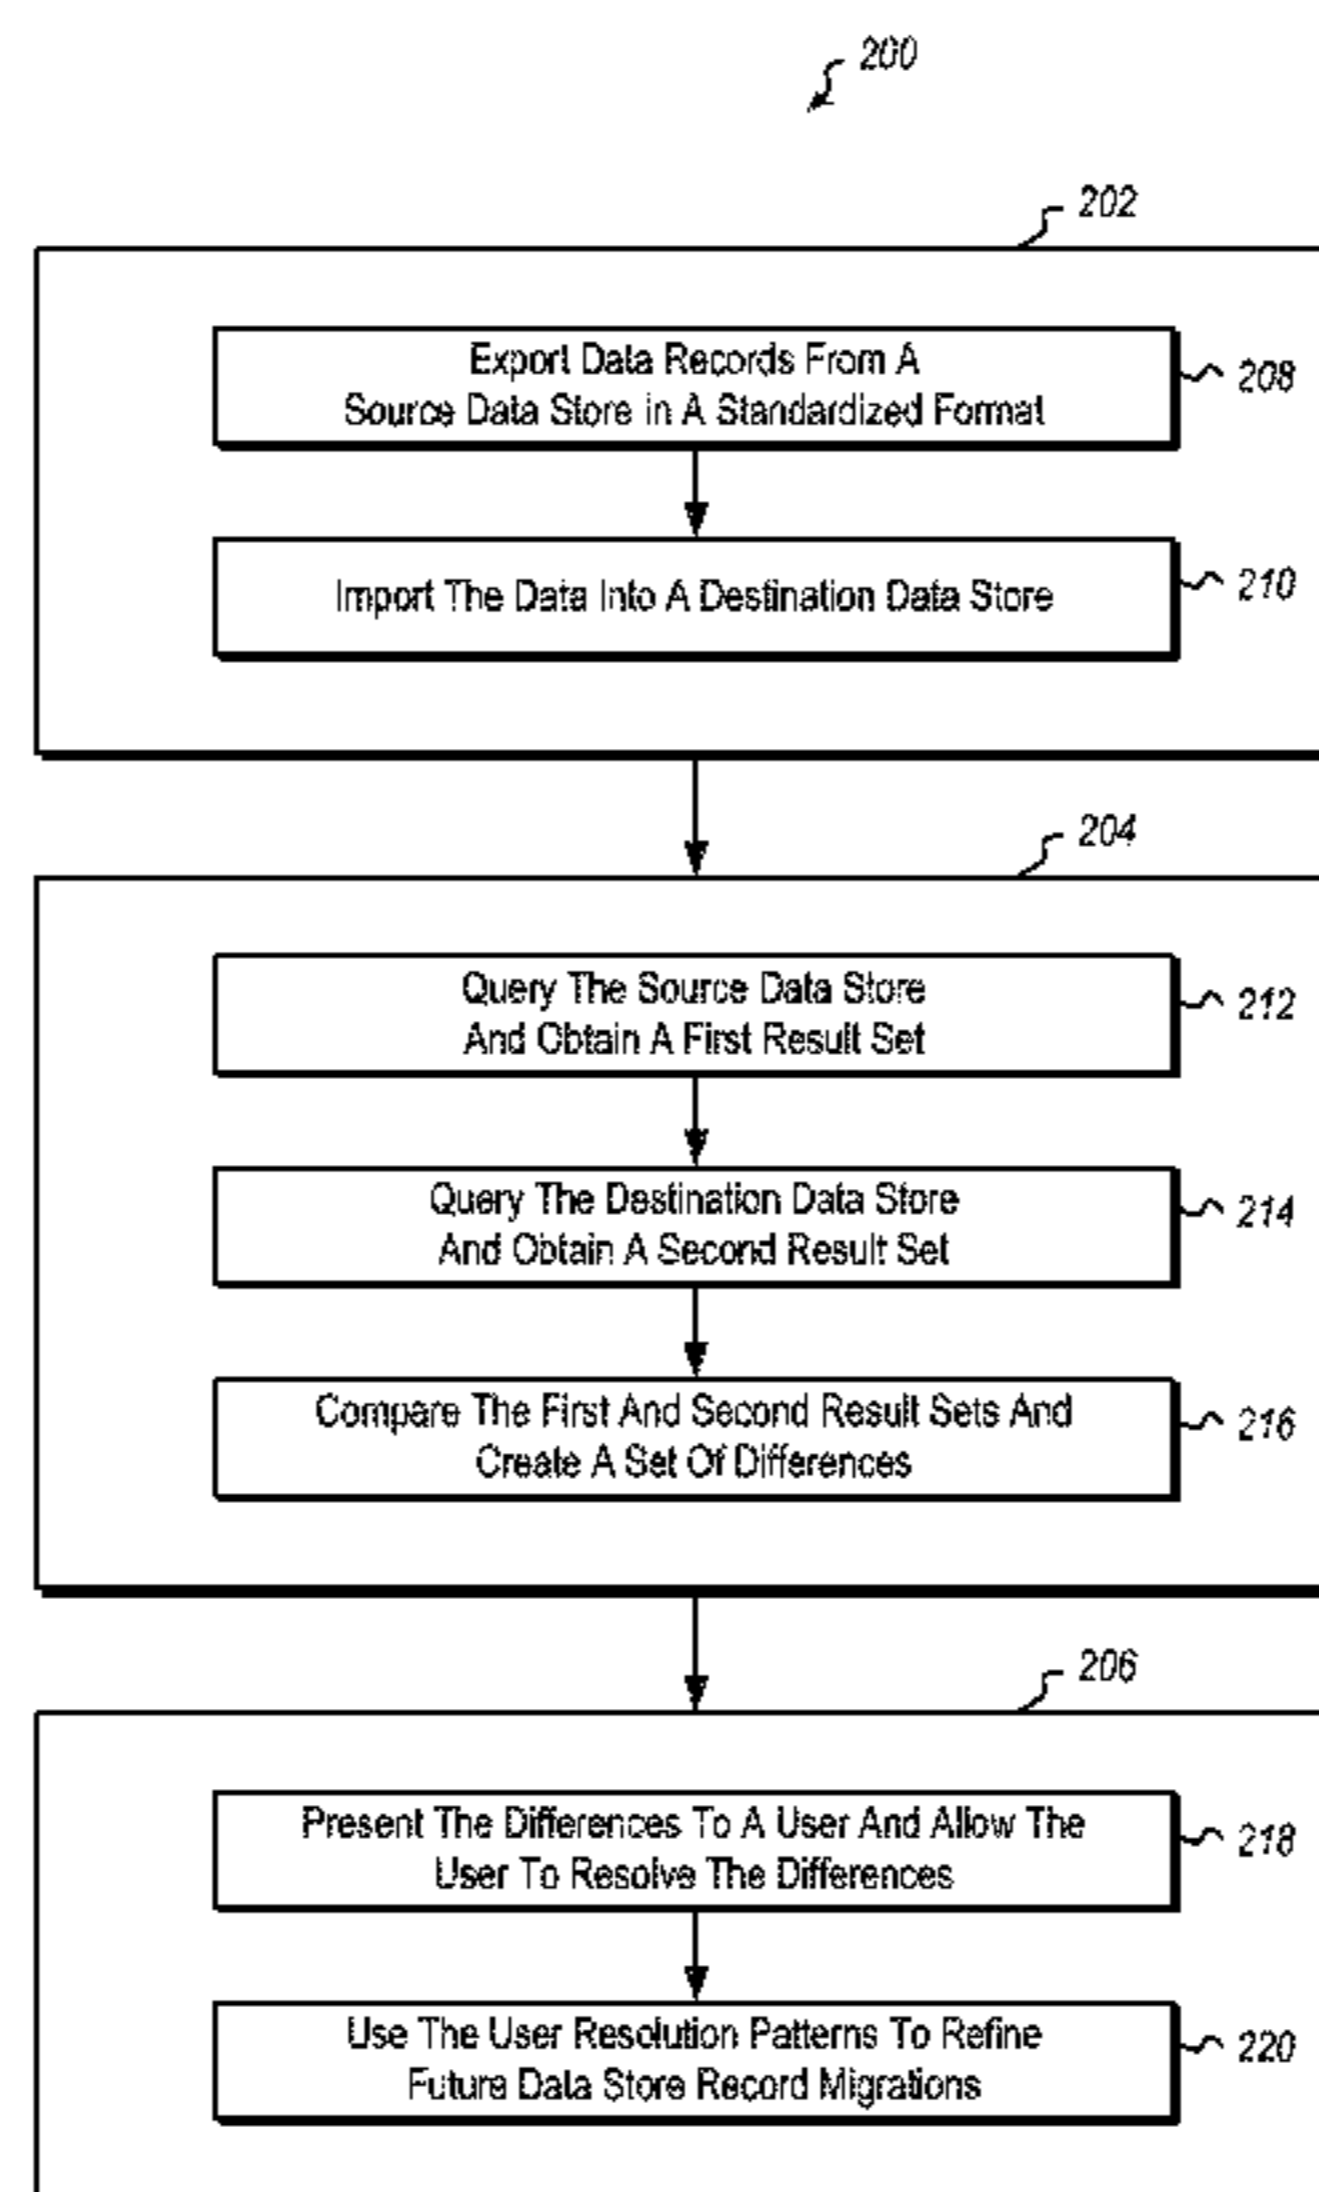 200
202
Export Data Records From A
Source Data Store in A Standardized Format
208
Import The Data Into A Destination Data Store
210
204
Query The Source Data Store
And Obtain A First Result Set
212
Query The Destination Data Store
And Obtain A Second Result Set
214
Compare The First And Second Result Sets And
Create A Set Of Differences
216
206
Present The Differences To A User And Allow The
User To Resolve The Differences
218
Use The User Resolution Patterns To Refine
Future Data Store Record Migrations
220